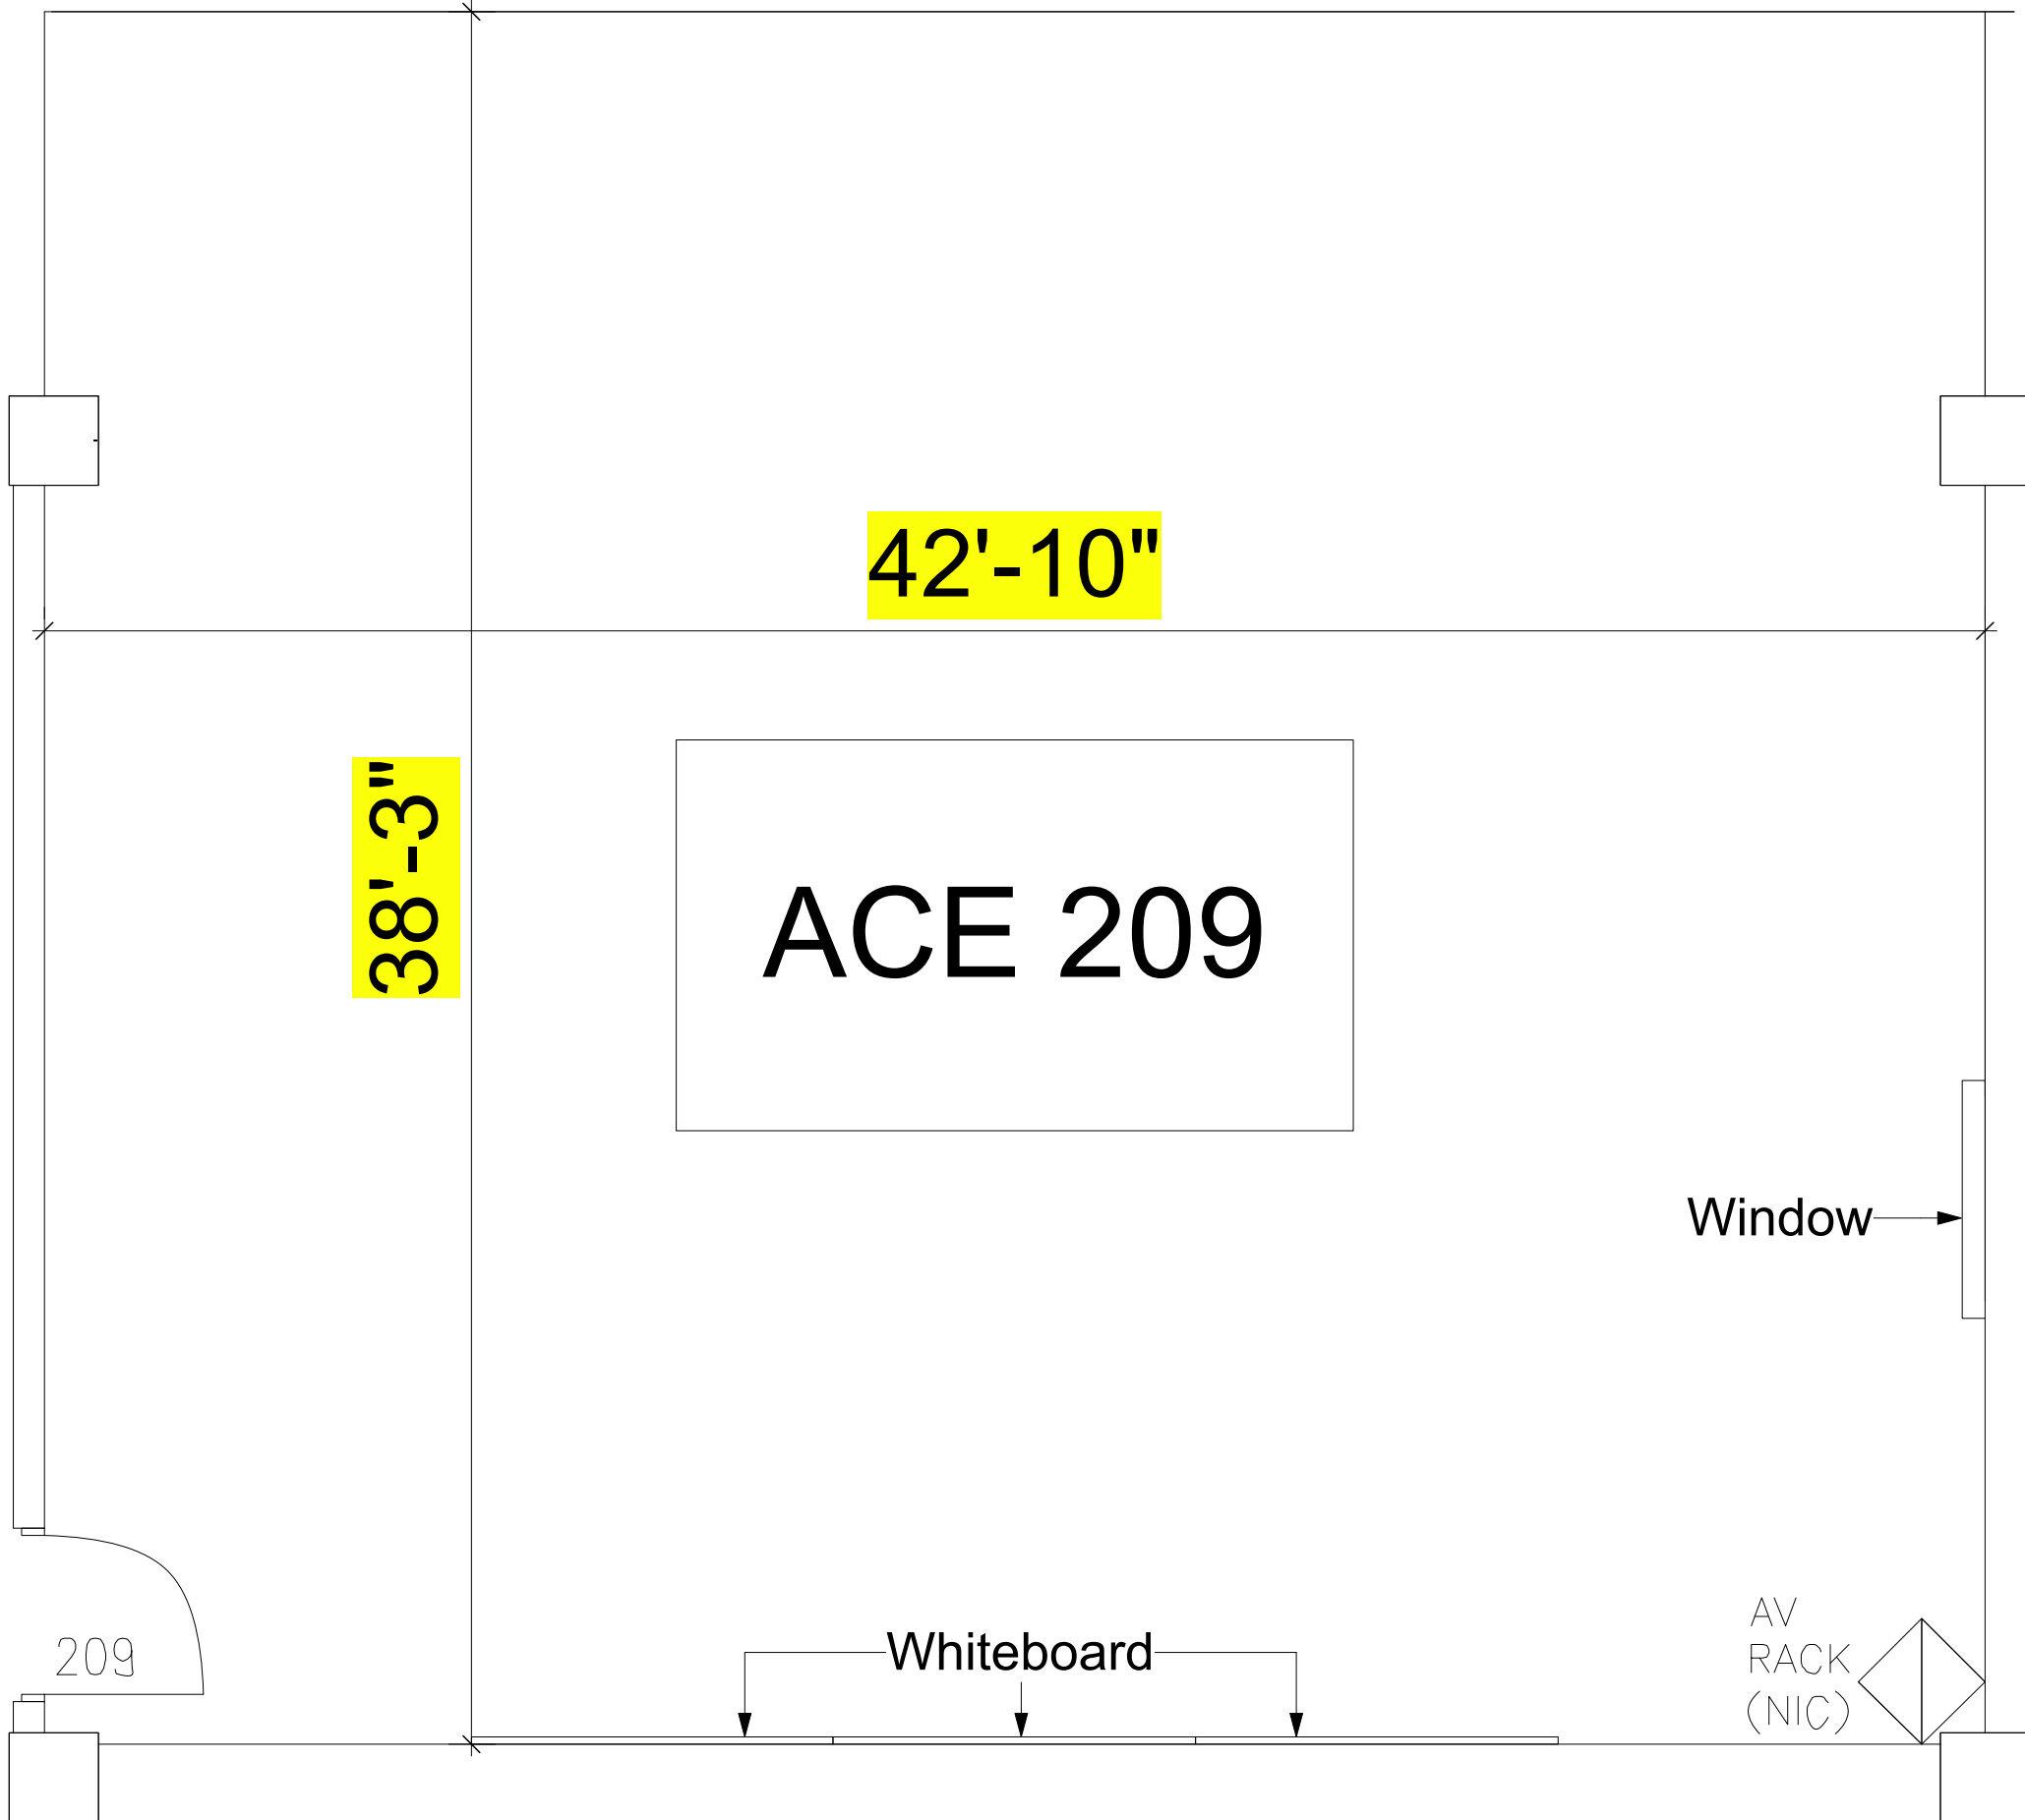 42'-10"
38'-3"
ACE 209
Window
Whiteboard
209
AV
RACK
(NIC)